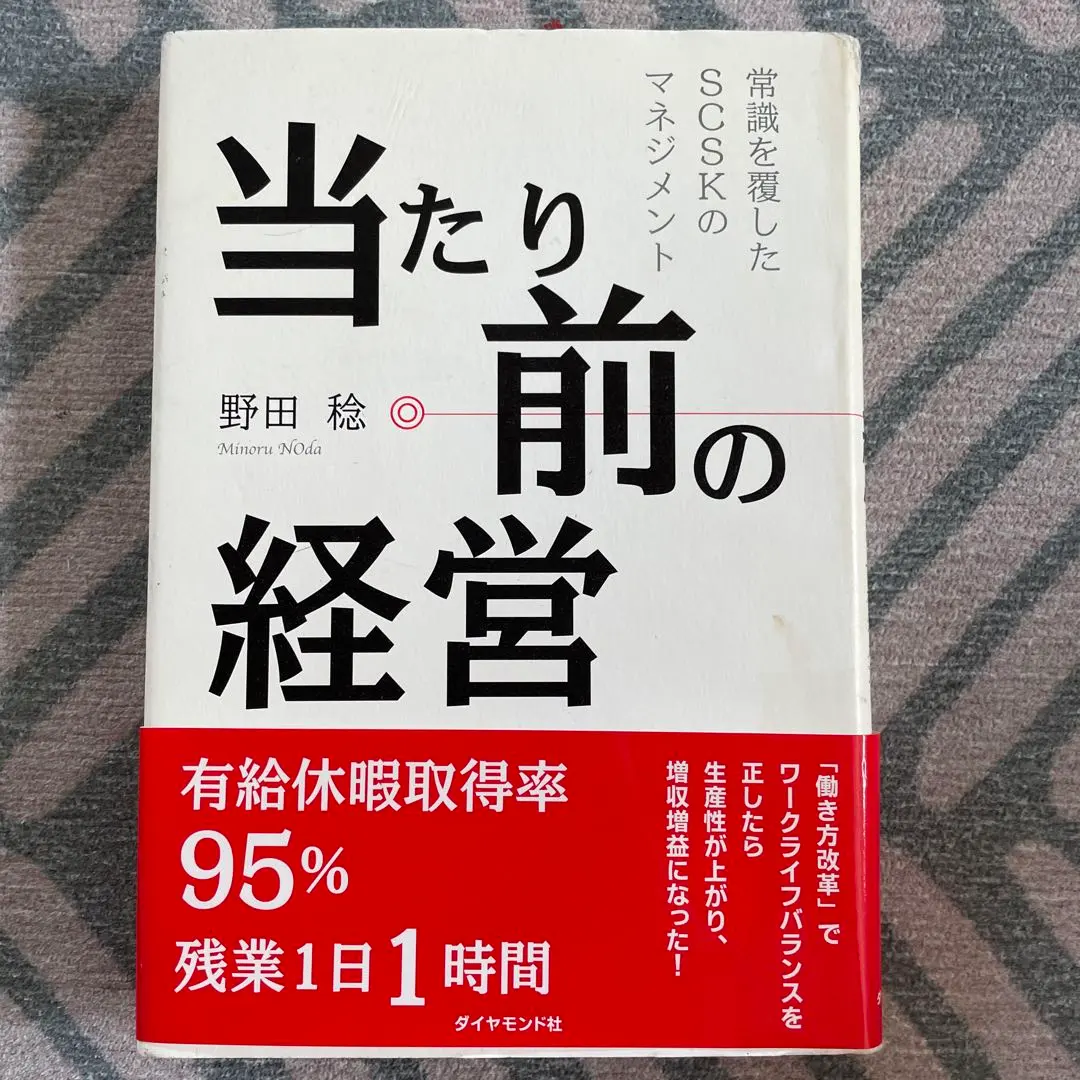 常識を覆した
SCSKの
マネジメント
当たり
前の
経営
野田 稔
Minoru NOda
有給休暇取得率
95%
残業1日1時間
「働き方改革」で
ワークライフバランスを
正したら
生産性が上がり、
増収増益になった!
ダイヤモンド社